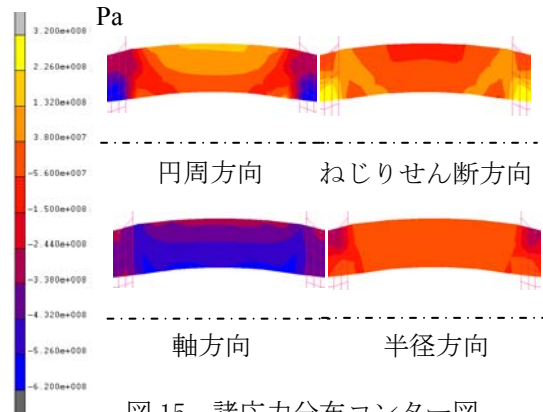 Pa
3.200e+008
2.260e+008
1.320e+008
3.800e+007
-5.600e+007
-1.500e+008
-2.440e+008
-3.380e+008
-4.320e+008
-5.260e+008
-6.200e+008
円周方向
ねじりせん断方向
軸方向
半径方向
図 15 諸応力分布コンター図